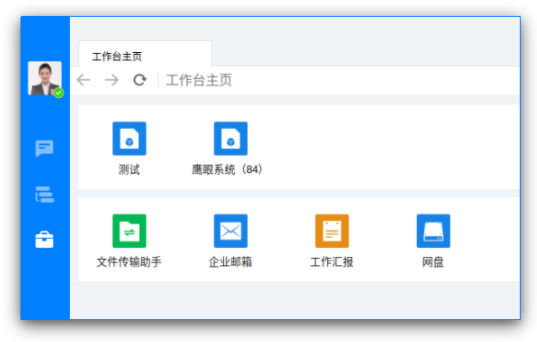 工作台主页
工作台主页
测试
鹰眼系统（84）
文件传输助手
企业邮箱
工作汇报
网盘